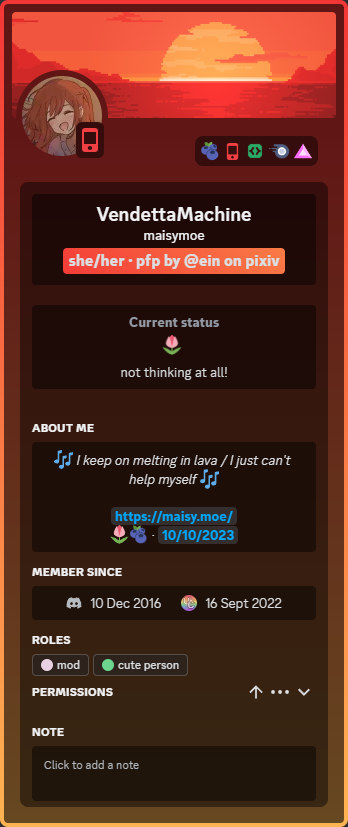 VendettaMachine
maisymoe
she/her · pfp by @ein on pixiv
Current status
not thinking at all!
ABOUT ME
I keep on melting in lava / I just can't
help myself
https://maisy.moe/
· 10/10/2023
MEMBER SINCE
10 Dec 2016 16 Sept 2022
ROLES
mod cute person
PERMISSIONS
NOTE
Click to add a note